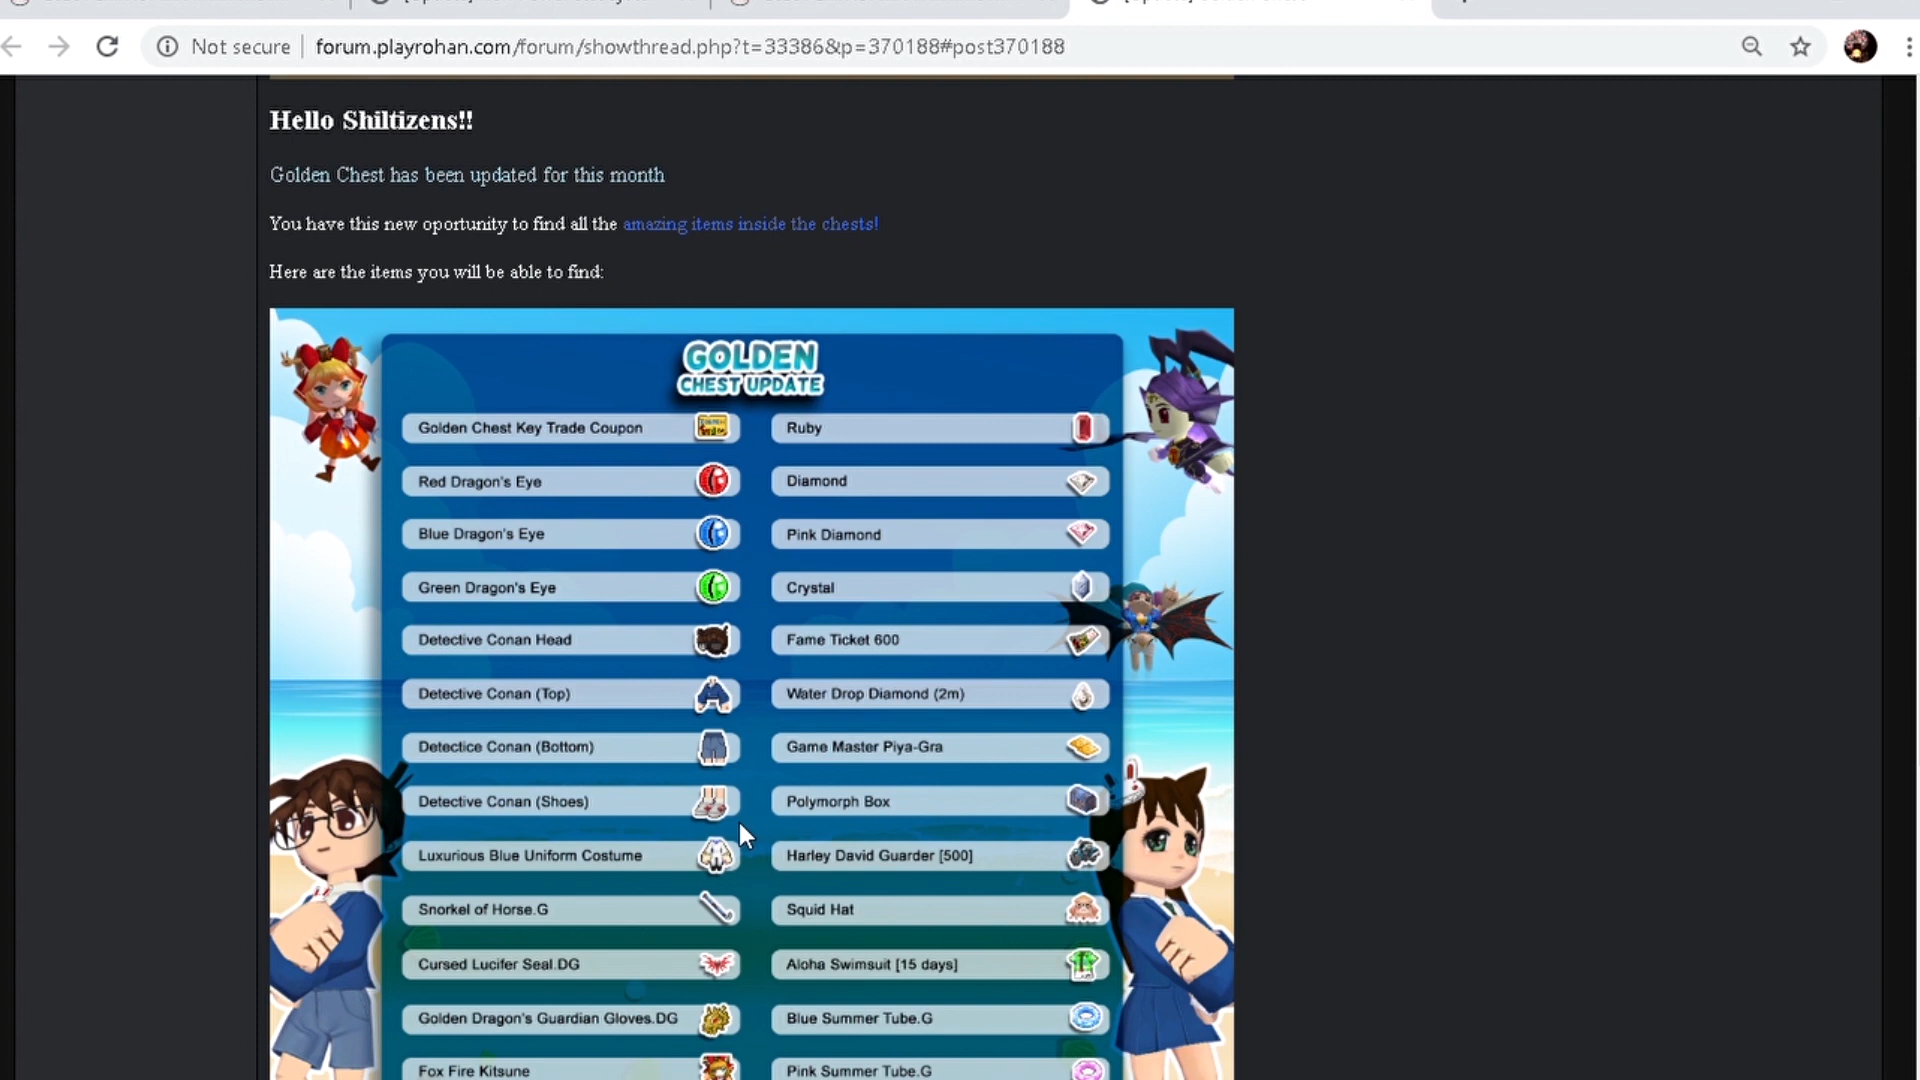 Not secure
forum.playrohan.com/forum/showthread.php?t=33386&p=370188#post370188
Hello Shiltizens!!
Golden Chest has been updated for this month
You have this new oportunity to find all the amazing items inside the chests!
Here are the items you will be able to find:
GOLDEN
CHEST UPDATE
Golden Chest Key Trade Coupon
Ruby
Red Dragon's Eye
Diamond
Blue Dragon's Eye
Pink Diamond
Green Dragon's Eye
Crystal
Detective Conan Head
Fame Ticket 600
Detective Conan (Top)
Water Drop Diamond (2m)
Detectice Conan (Bottom)
Game Master Piya-Gra
Detective Conan (Shoes)
Polymorph Box
Luxurious Blue Uniform Costume
Harley David Guarder [500]
Snorkel of Horse.G
Squid Hat
Cursed Lucifer Seal.DG
Aloha Swimsuit [15 days]
Golden Dragon's Guardian Gloves.DG
Blue Summer Tube.G
Fox Fire Kitsune
Pink Summer Tube.G